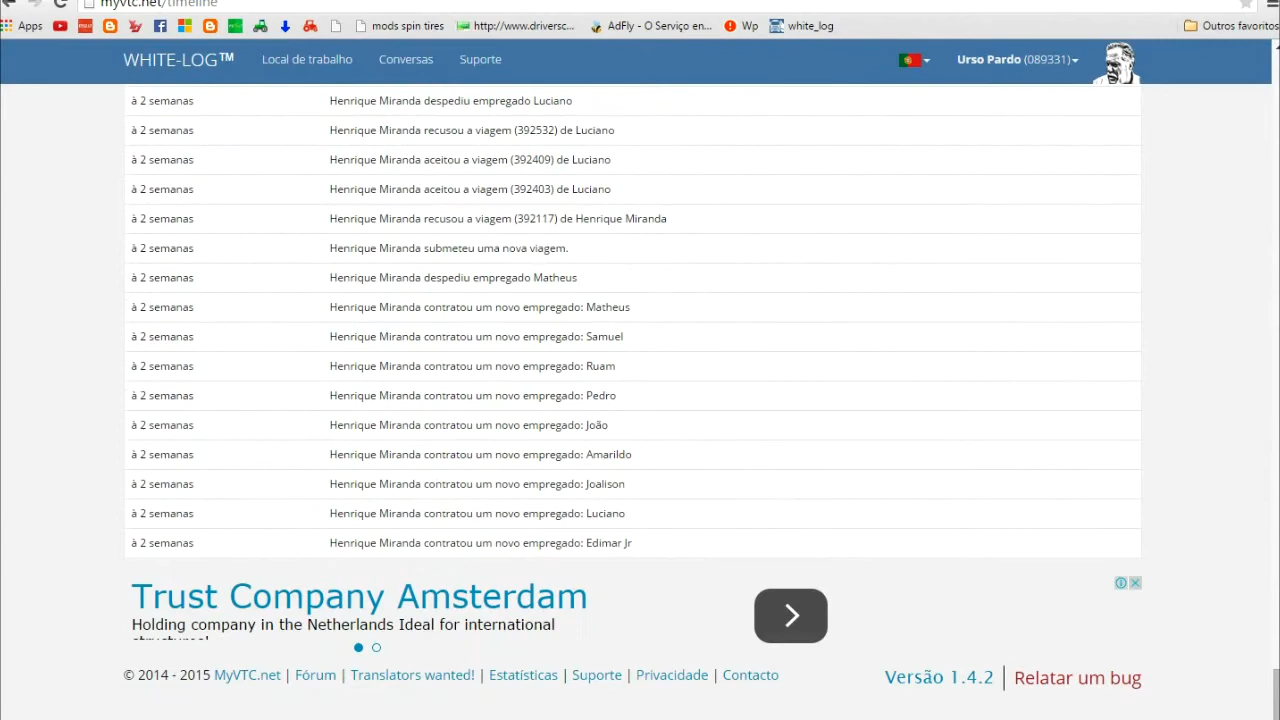 myvtc.net/timeline
Apps
mods spin tires
http://www.driversc...
AdFly - O Serviço en...
Wp
white_log
Outros favoritos
WHITE-LOG™ Local de trabalho Conversas Suporte Urso Pardo (089331)
à 2 semanas Henrique Miranda despediu empregado Luciano
à 2 semanas Henrique Miranda recusou a viagem (392532) de Luciano
à 2 semanas Henrique Miranda aceitou a viagem (392409) de Luciano
à 2 semanas Henrique Miranda aceitou a viagem (392403) de Luciano
à 2 semanas Henrique Miranda recusou a viagem (392117) de Henrique Miranda
à 2 semanas Henrique Miranda submeteu uma nova viagem.
à 2 semanas Henrique Miranda despediu empregado Matheus
à 2 semanas Henrique Miranda contratou um novo empregado: Matheus
à 2 semanas Henrique Miranda contratou um novo empregado: Samuel
à 2 semanas Henrique Miranda contratou um novo empregado: Ruam
à 2 semanas Henrique Miranda contratou um novo empregado: Pedro
à 2 semanas Henrique Miranda contratou um novo empregado: João
à 2 semanas Henrique Miranda contratou um novo empregado: Amarildo
à 2 semanas Henrique Miranda contratou um novo empregado: Joalison
à 2 semanas Henrique Miranda contratou um novo empregado: Luciano
à 2 semanas Henrique Miranda contratou um novo empregado: Edimar Jr
Trust Company Amsterdam
Holding company in the Netherlands Ideal for international
© 2014 - 2015 MyVTC.net | Fórum | Translators wanted! | Estatísticas | Suporte | Privacidade | Contacto
Versão 1.4.2 | Relatar um bug